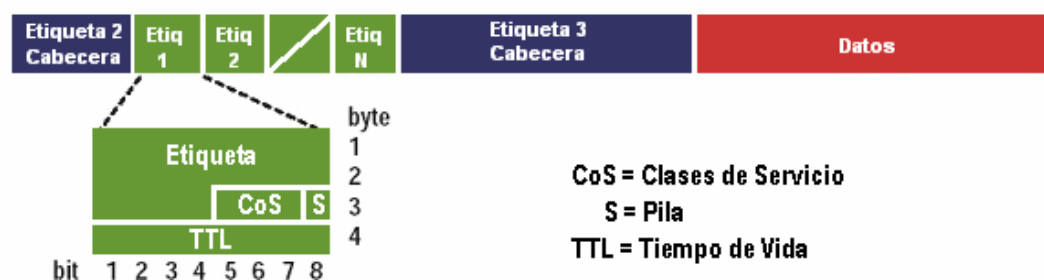 Etiqueta 2
Cabecera
Etiq
1
Etiq
2
Etiq
N
Etiqueta 3
Cabecera
Datos
byte
Etiqueta
1
2
CoS
S
3
TTL
4
bit 1 2 3 4 5 6 7 8
CoS = Clases de Servicio
S = Pila
TTL = Tiempo de Vida